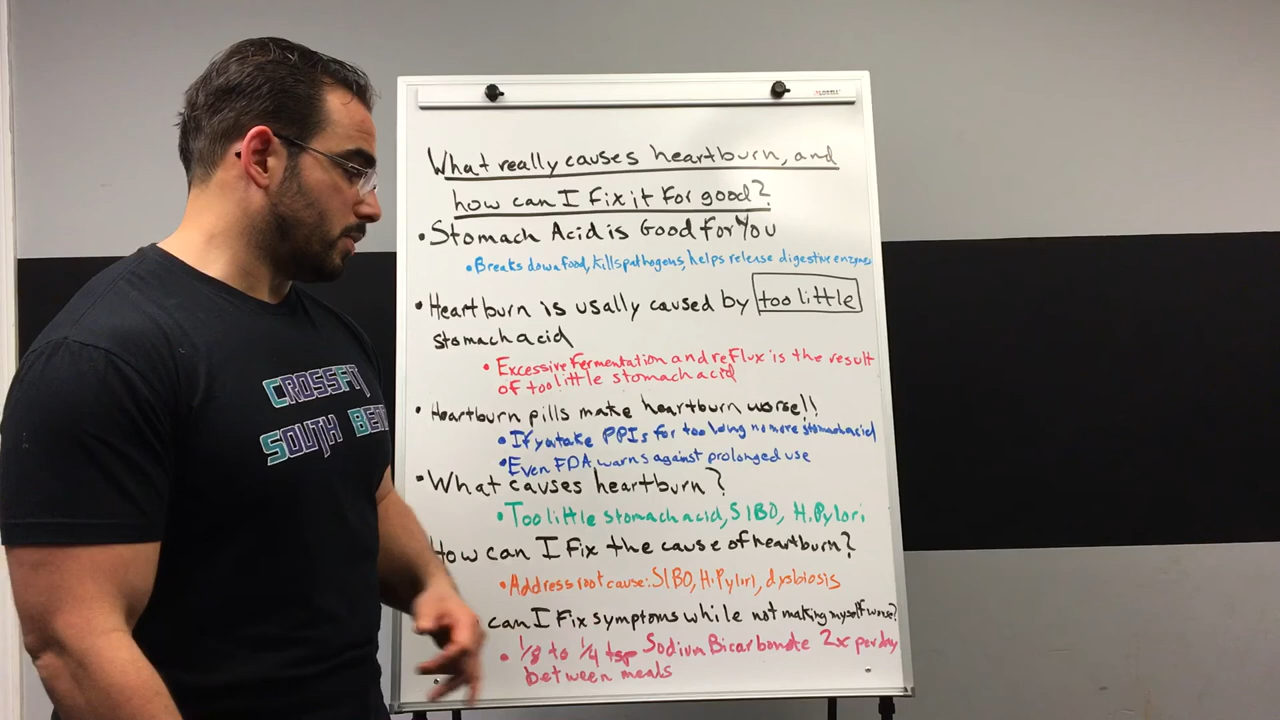 What really causes heartburn, and
how can I Fix it For good?
• Stomach Acid is Good for You
• Breaks down food, kills pathogens, helps release digestive enzymes
• Heartburn is usally caused by too little
stomach acid
• Excessive Fermentation and reflux is the result
of too little stomach acid
• Heartburn pills make heartburn worse!!
• If you take PPIs for too long no more stomach acid
• Even FDA warns against prolonged use
• What causes heartburn?
• Too little stomach acid, SIBO, H. Pylori
How can I Fix the cause of heartburn?
• Address root cause: SIBO, H. Pylori, dysbiosis
can I Fix symptoms while not making myself worse?
• 1/8 to 1/4 tsp Sodium Bicarbonate 2x per day
between meals
CROSSFIT
SOUTH BEND